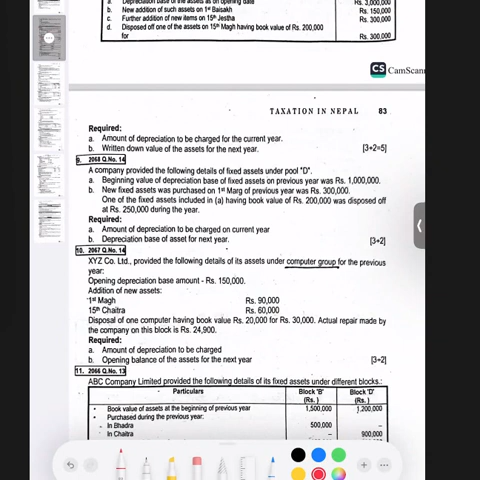 a. Depreciation base of the assets as on opening date Rs. 3,000,000
b. New addition of such assets on 1st Baisakh Rs. 150,000
c. Further addition of new items on 15th Jestha Rs. 300,000
d. Disposed off one of the assets on 15th Magh having book value of Rs. 200,000
for Rs. 300,000
CS CamScan
TAXATION IN NEPAL 83
Required:
a. Amount of depreciation to be charged for the current year.
b. Written down value of the assets for the next year. [3+2=5]
9. 2068 Q.No. 14
A company provided the following details of fixed assets under pool "D".
a. Beginning value of depreciation base of fixed assets on previous year was Rs. 1,000,000.
b. New fixed assets was purchased on 1st Marg of previous year was Rs. 300,000.
One of the fixed assets included in (a) having book value of Rs. 200,000 was disposed off
at Rs. 250,000 during the year.
Required:
a. Amount of depreciation to be charged on current year
b. Depreciation base of asset for next year. [3+2]
10. 2067 Q.No. 14
XYZ Co. Ltd., provided the following details of its assets under computer group for the previous
year:
Opening depreciation base amount - Rs. 150,000.
Addition of new assets:
1st Magh Rs. 90,000
15th Chaitra Rs. 60,000
Disposal of one computer having book value Rs. 20,000 for Rs. 30,000. Actual repair made by
the company on this block is Rs. 24,900.
Required:
a. Amount of depreciation to be charged
b. Opening balance of the assets for the next year [3+2]
11. 2066 Q.No. 13
ABC Company Limited provided the following details of its fixed assets under different blocks.:
Particulars Block 'B' (Rs.) Block 'D' (Rs.)
• Book value of assets at the beginning of previous year 1,500,000 1,200,000
• Purchased during the previous year:
- In Bhadra 500,000 –
- In Chaitra – 900,000